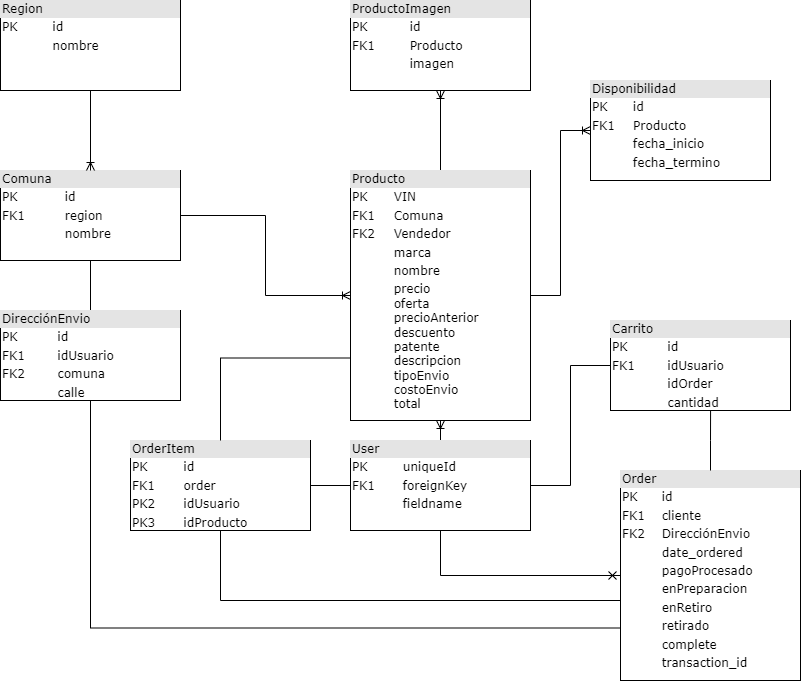 Region
PK id
nombre
ProductoImagen
PK id
FK1 Producto
imagen
Disponibilidad
PK id
FK1 Producto
fecha_inicio
fecha_termino
Comuna
PK id
FK1 region
nombre
Producto
PK VIN
FK1 Comuna
FK2 Vendedor
marca
nombre
precio
oferta
precioAnterior
descuento
patente
descripcion
tipoEnvio
costoEnvio
total
DirecciónEnvio
PK id
FK1 idUsuario
FK2 comuna
calle
Carrito
PK id
FK1 idUsuario
idOrder
cantidad
OrderItem
PK id
FK1 order
PK2 idUsuario
PK3 idProducto
User
PK uniqueId
FK1 foreignKey
fieldname
Order
PK id
FK1 cliente
FK2 DirecciónEnvio
date_ordered
pagoProcesado
enPreparacion
enRetiro
retirado
complete
transaction_id